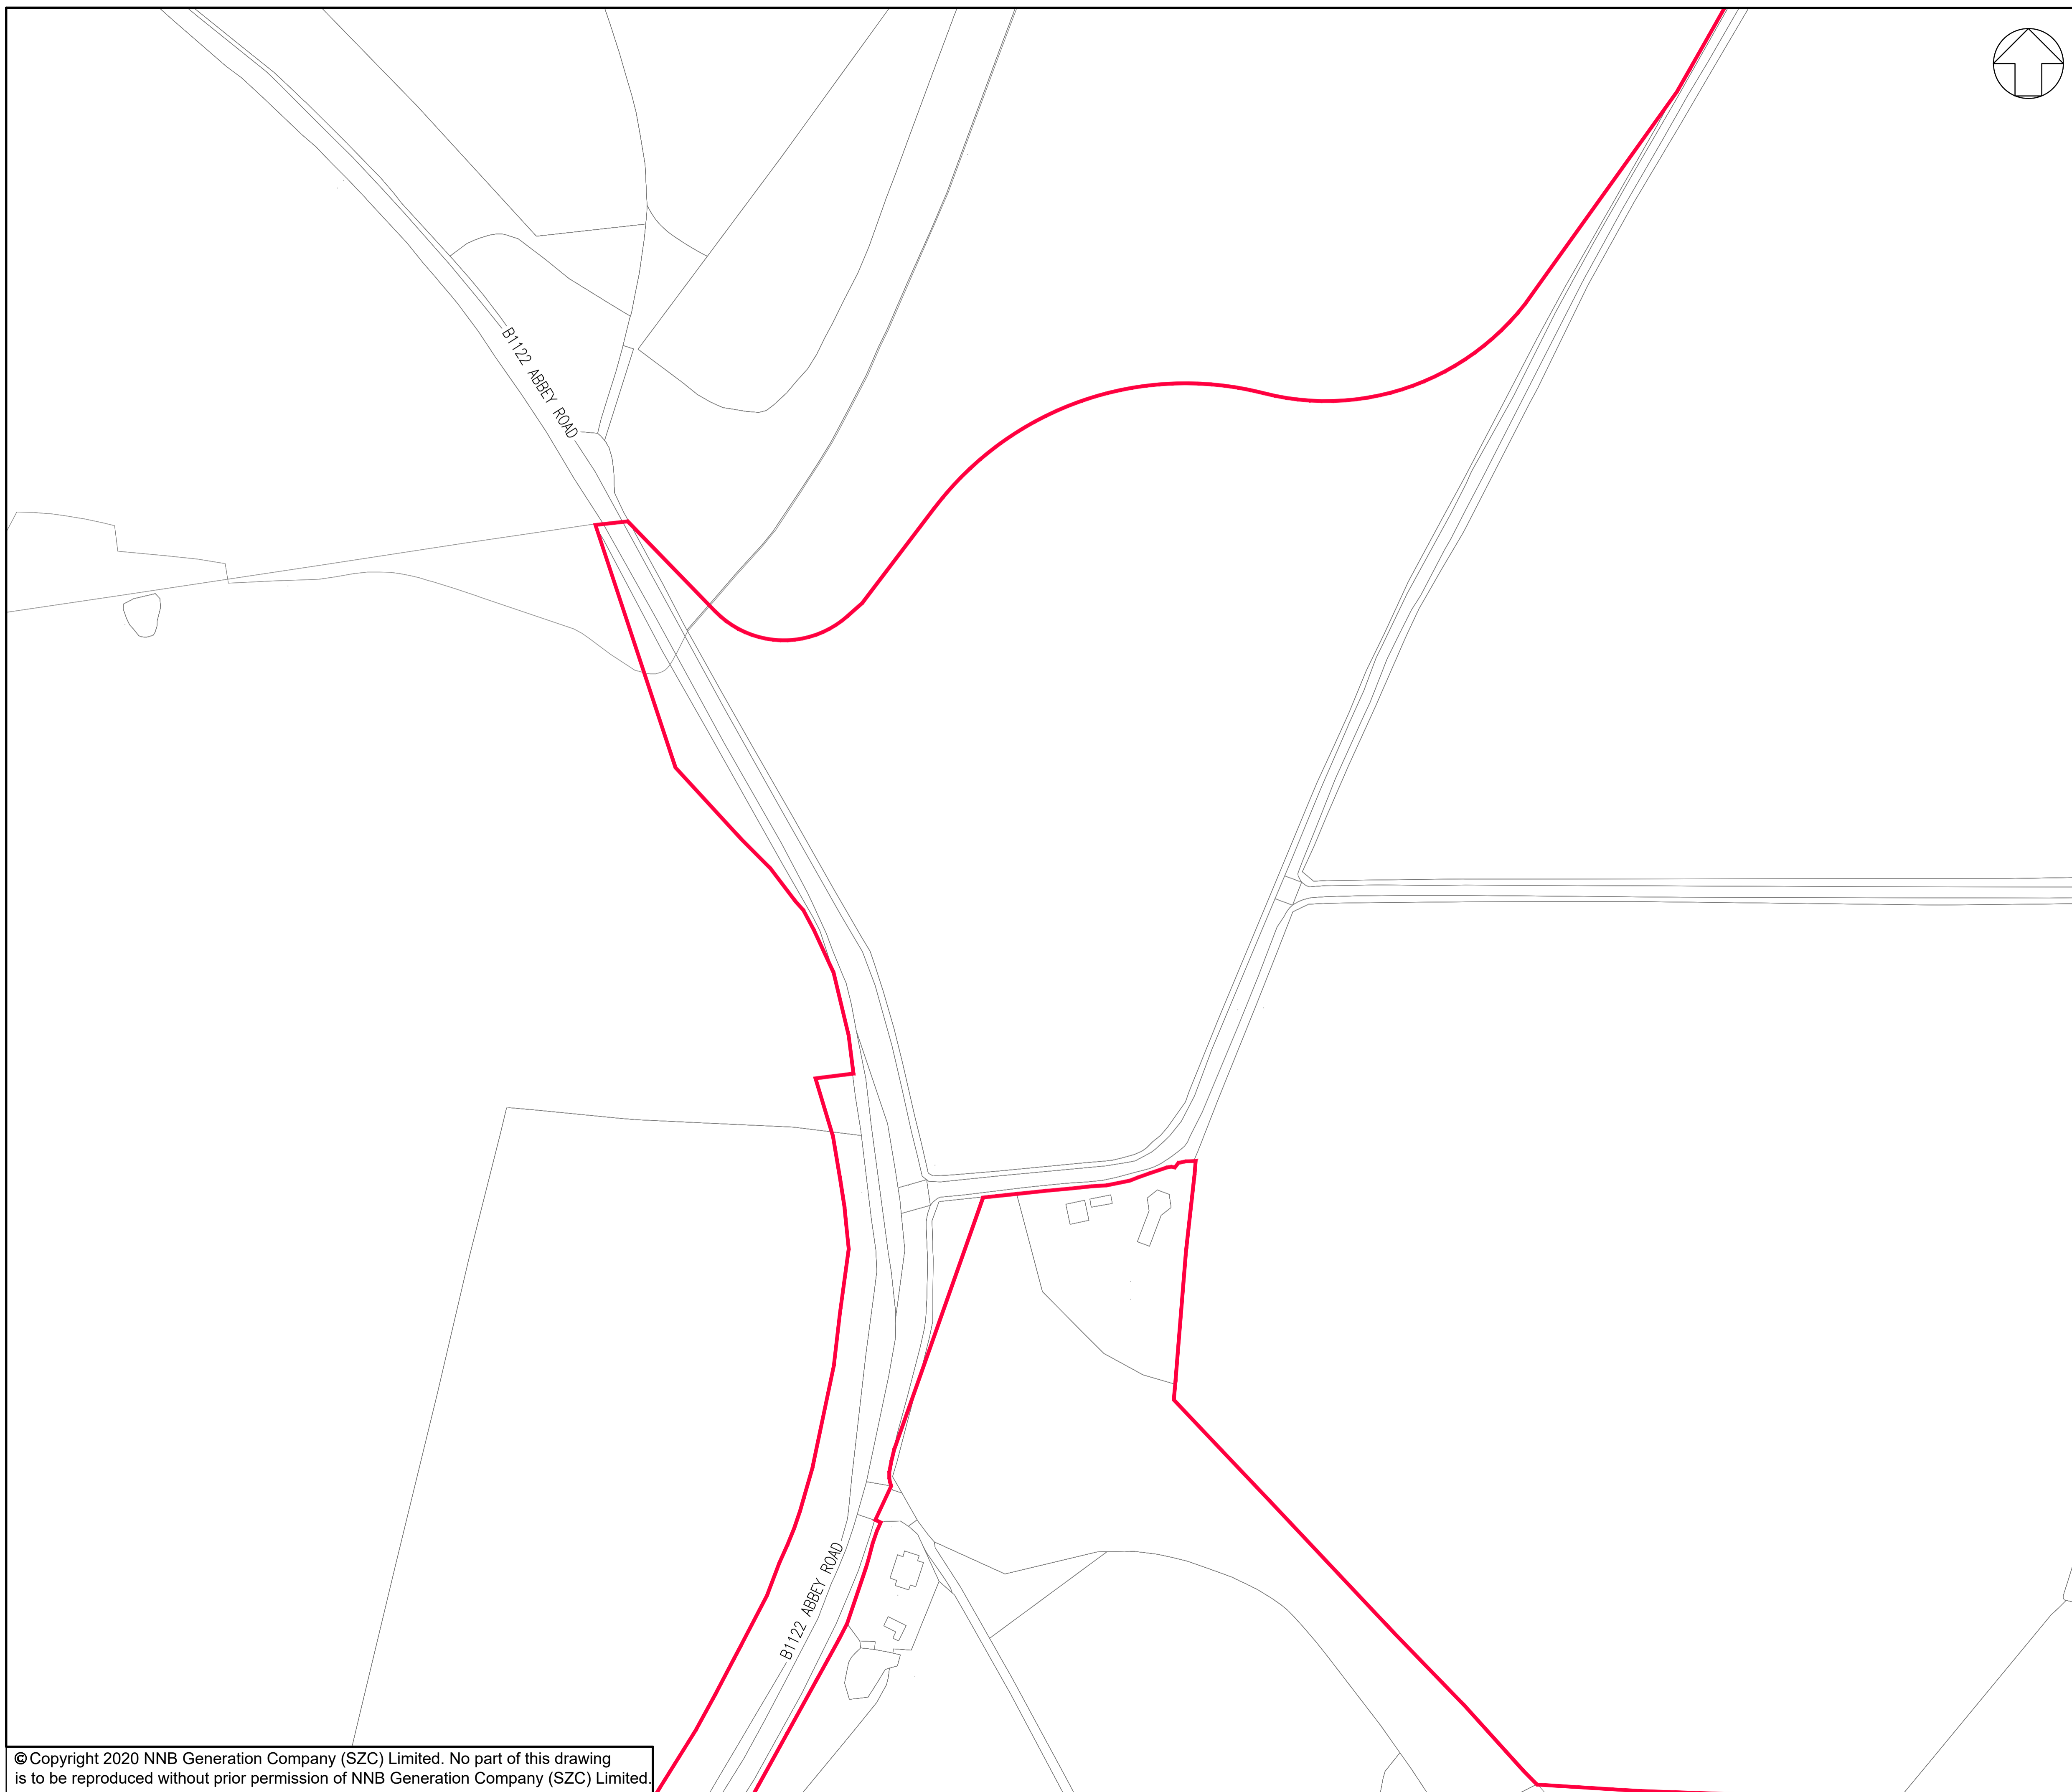 B1122 ABBEY ROAD
B1122 ABBEY ROAD
© Copyright 2020 NNB Generation Company (SZC) Limited. No part of this drawing
is to be reproduced without prior permission of NNB Generation Company (SZC) Limited.